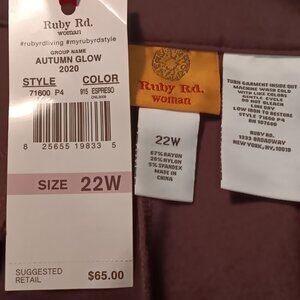 Ruby Rd.
woman
#rubyrdliving #myrubyrdstyle
GROUP NAME
AUTUMN GLOW
2020
STYLE COLOR
71600 P4 915 ESPRESO
8 25655 19833 5
SIZE 22W
SUGGESTED
RETAIL $65.00
Ruby Rd.
woman
22W
67% RAYON
28% NYLON
5% SPANDEX
MADE IN
CHINA
TURN GARMENT INSIDE OUT
MACHINE WASH COLD
WITH LIKE COLORS
GENTLE CYCLE
DO NOT BLEACH
LINE DRY
LOW IRON TO RESTORE
STYLE 71600 P4
RN 107600
RUBY RD.
1333 BROADWAY
NEW YORK, NY, 10018